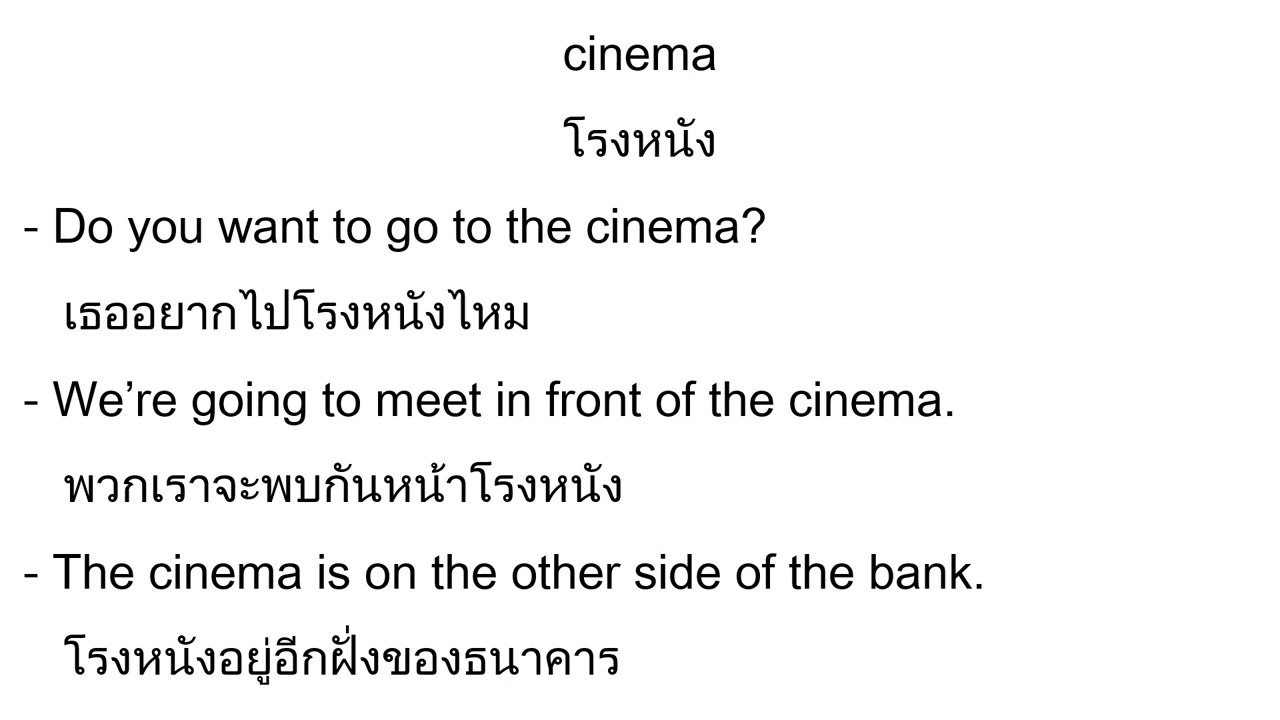 cinema
โรงหนัง
- Do you want to go to the cinema?
เธออยากไปโรงหนังไหม
- We’re going to meet in front of the cinema.
พวกเราจะพบกันหน้าโรงหนัง
- The cinema is on the other side of the bank.
โรงหนังอยู่อีกฝั่งของธนาคาร